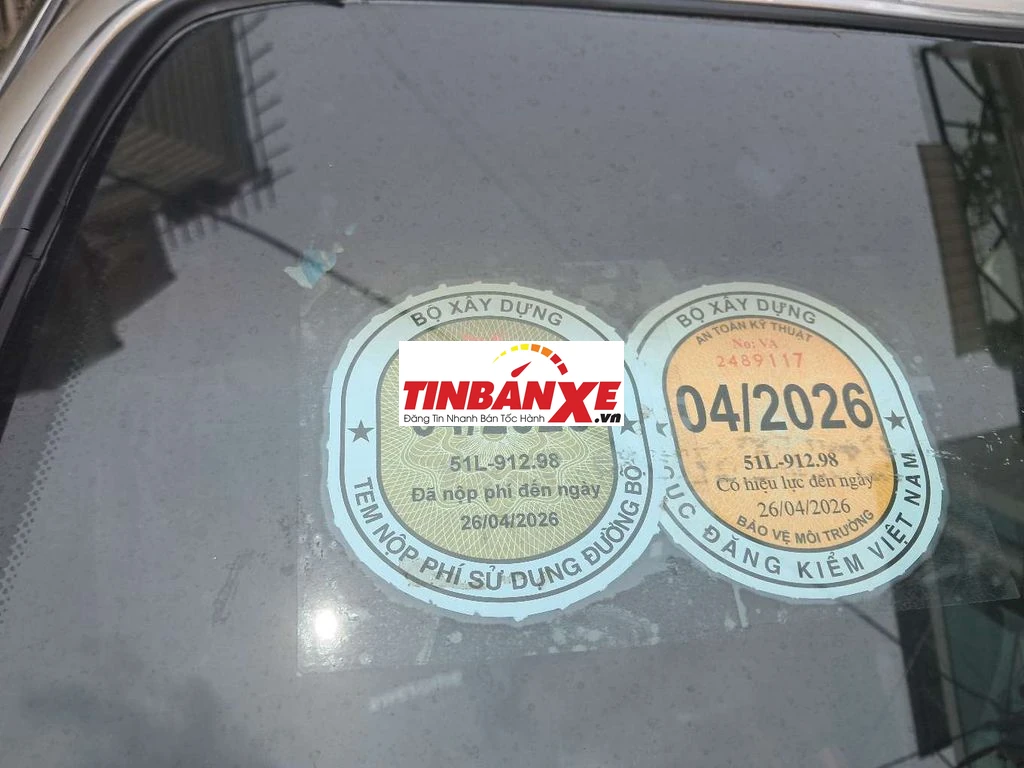 BỘ XÂY DỰNG
TINBÁNXE.vn
Đăng Tin Nhanh Bán Tốc Hành
51L-912.98
Đã nộp phí đến ngày
26/04/2026
TEM NỘP PHÍ SỬ DỤNG ĐƯỜNG BỘ
BỘ XÂY DỰNG
AN TOÀN KỸ THUẬT
No: VA
2489117
04/2026
51L-912.98
Có hiệu lực đến ngày
26/04/2026
BẢO VỆ MÔI TRƯỜNG
ĐĂNG KIỂM VIỆT NAM